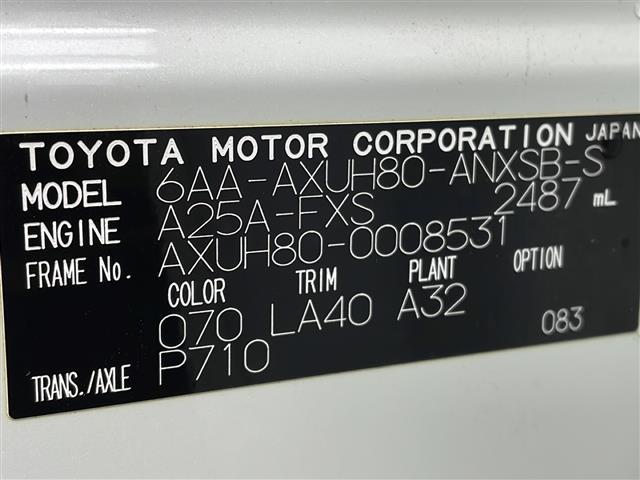 TOYOTA MOTOR CORPORATION JAPAN
MODEL 6AA-AXUH80-ANXSB-S
ENGINE A25A-FXS 2487 mL
FRAME No. AXUH80-0008531
COLOR TRIM PLANT OPTION
070 LA40 A32 083
TRANS./AXLE P710